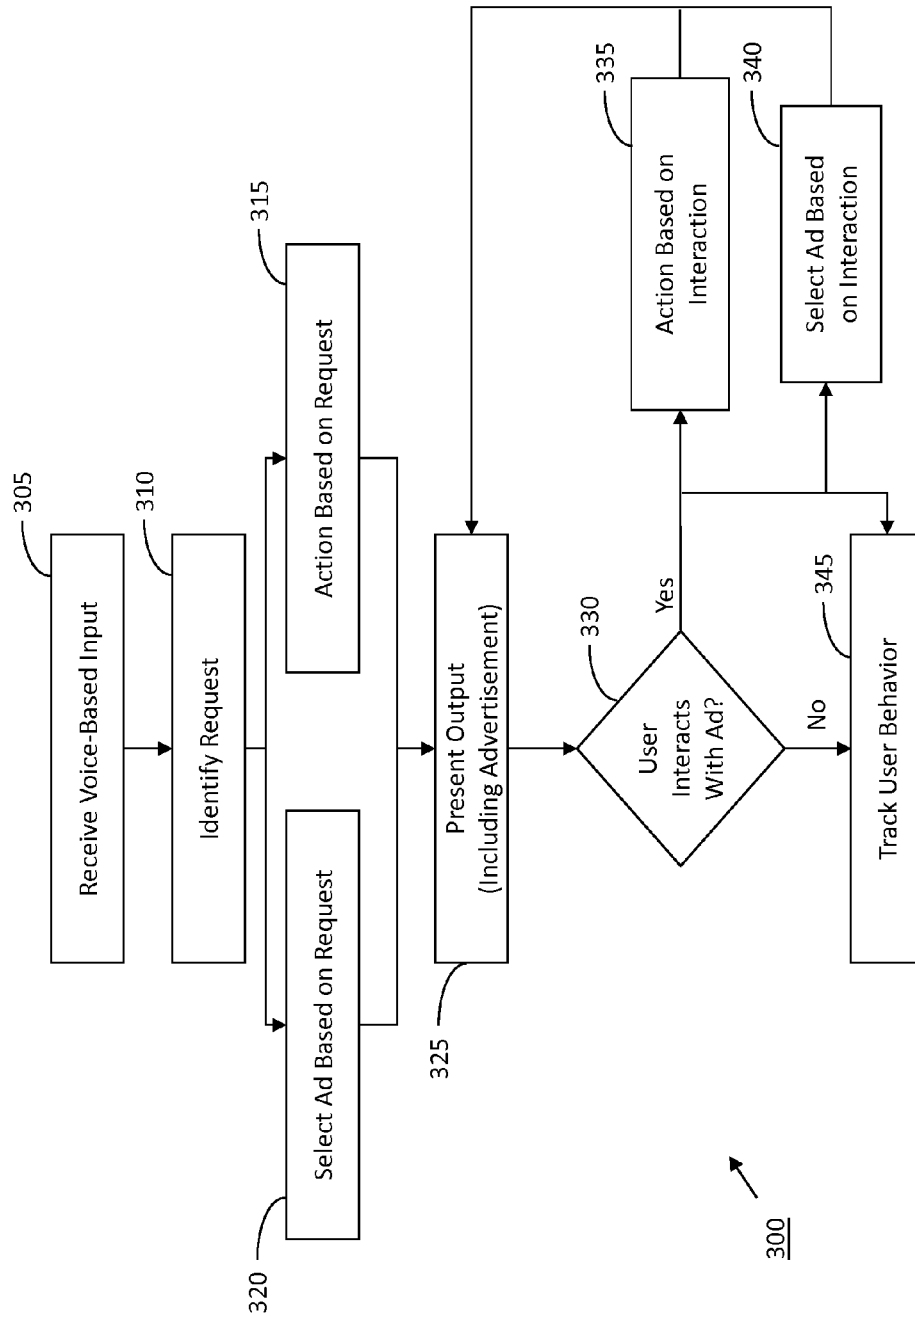 305
Receive Voice-Based Input
310
Identify Request
320
Select Ad Based on Request
315
Action Based on Request
325
Present Output
(Including Advertisement)
330
User
Interacts
With Ad?
Yes
No
335
Action Based on
Interaction
340
Select Ad Based
on Interaction
345
Track User Behavior
300